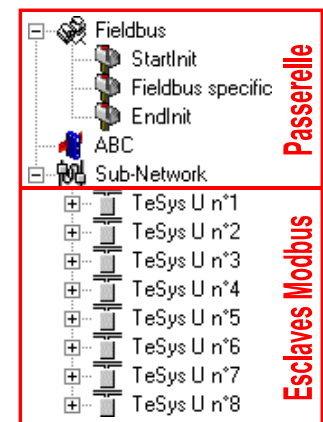 Fieldbus
StartInit
Fieldbus specific
EndInit
ABC
Sub-Network
Passerelle
TeSys U n°1
TeSys U n°2
TeSys U n°3
TeSys U n°4
TeSys U n°5
TeSys U n°6
TeSys U n°7
TeSys U n°8
Esclaves Modbus